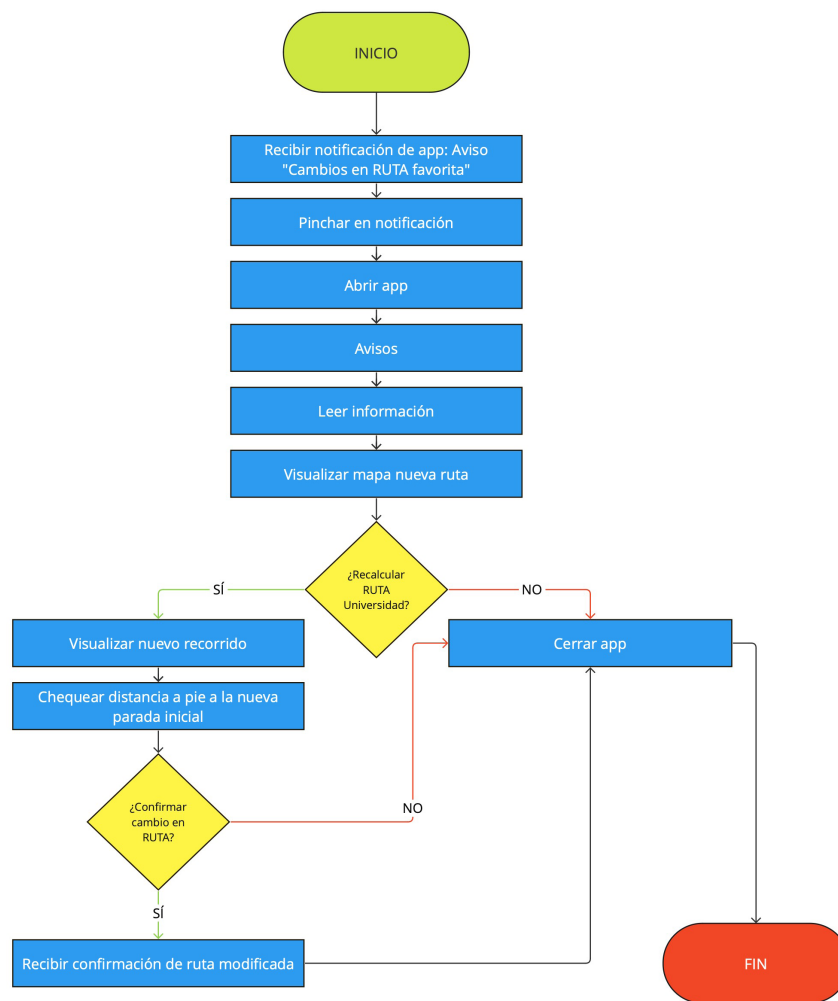 INICIO
Recibir notificación de app: Aviso
"Cambios en RUTA favorita"
Pinchar en notificación
Abrir app
Avisos
Leer información
Visualizar mapa nueva ruta
¿Recalcular
RUTA
Universidad?
SÍ
NO
Visualizar nuevo recorrido
Cerrar app
Chequear distancia a pie a la nueva
parada inicial
¿Confirmar
cambio en
RUTA?
NO
SÍ
Recibir confirmación de ruta modificada
FIN